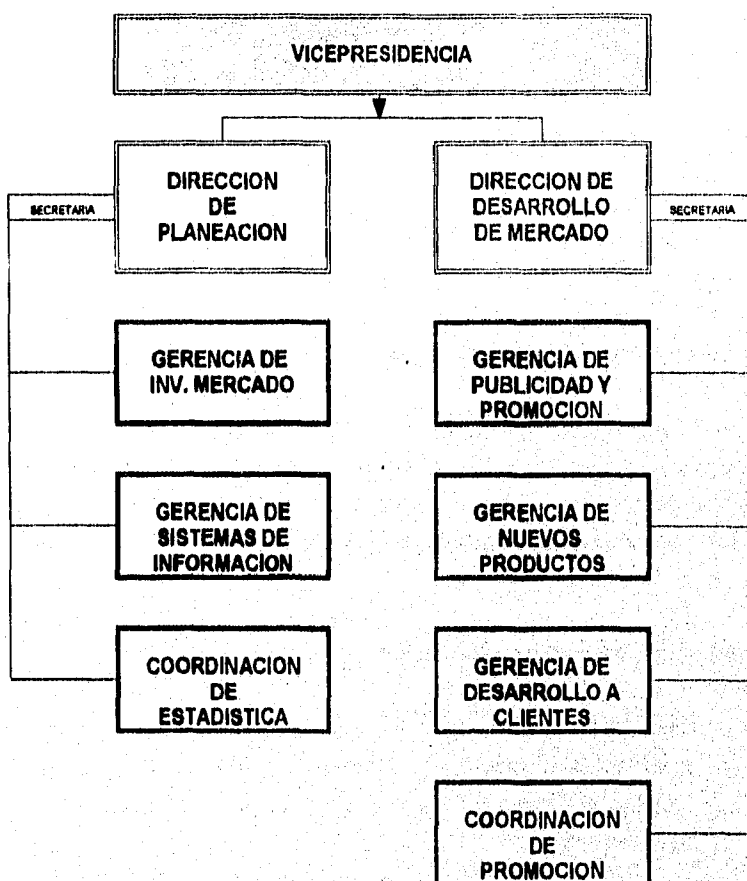 VICEPRESIDENCIA
DIRECCION
DE
PLANEACION
SECRETARIA
DIRECCION DE
DESARROLLO
DE MERCADO
SECRETARIA
GERENCIA DE
INV. MERCADO
GERENCIA DE
SISTEMAS DE
INFORMACION
COORDINACION
DE
ESTADISTICA
GERENCIA DE
PUBLICIDAD Y
PROMOCION
GERENCIA DE
NUEVOS
PRODUCTOS
GERENCIA DE
DESARROLLO A
CLIENTES
COORDINACION
DE
PROMOCION